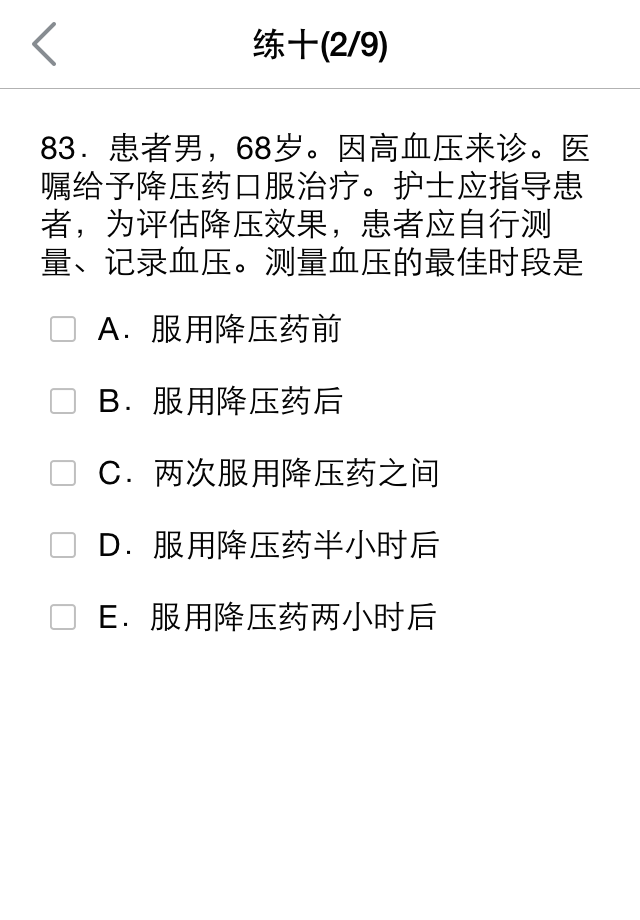 练十(2/9)
83．患者男，68岁。因高血压来诊。医
嘱给予降压药口服治疗。护士应指导患
者，为评估降压效果，患者应自行测
量、记录血压。测量血压的最佳时段是
A．服用降压药前
B．服用降压药后
C．两次服用降压药之间
D．服用降压药半小时后
E．服用降压药两小时后